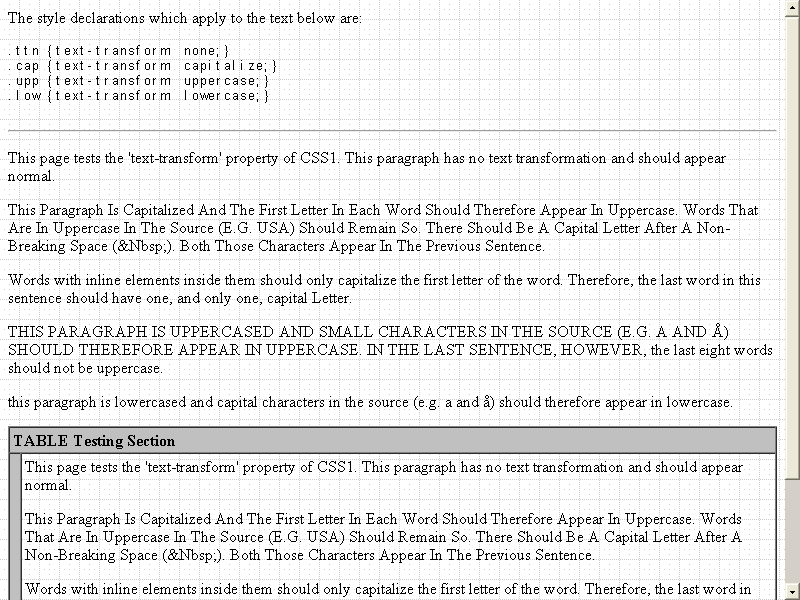 The style declarations which apply to the text below are:
.ttn {text-transform: none;}
.cap {text-transform: capitalize;}
.upp {text-transform: uppercase;}
.low {text-transform: lowercase;}
This page tests the 'text-transform' property of CSS1. This paragraph has no text transformation and should appear
normal.
This Paragraph Is Capitalized And The First Letter In Each Word Should Therefore Appear In Uppercase. Words That
Are In Uppercase In The Source (E.G. USA) Should Remain So. There Should Be A Capital Letter After A Non-
Breaking Space (&Nbsp;). Both Those Characters Appear In The Previous Sentence.
Words with inline elements inside them should only capitalize the first letter of the word. Therefore, the last word in this
sentence should have one, and only one, capital Letter.
THIS PARAGRAPH IS UPPERCASED AND SMALL CHARACTERS IN THE SOURCE (E.G. A AND Å)
SHOULD THEREFORE APPEAR IN UPPERCASE. IN THE LAST SENTENCE, HOWEVER, the last eight words
should not be uppercase.
this paragraph is lowercased and capital characters in the source (e.g. a and å) should therefore appear in lowercase.
TABLE Testing Section
This page tests the 'text-transform' property of CSS1. This paragraph has no text transformation and should appear
normal.
This Paragraph Is Capitalized And The First Letter In Each Word Should Therefore Appear In Uppercase. Words
That Are In Uppercase In The Source (E.G. USA) Should Remain So. There Should Be A Capital Letter After A
Non-Breaking Space (&Nbsp;). Both Those Characters Appear In The Previous Sentence.
Words with inline elements inside them should only capitalize the first letter of the word. Therefore, the last word in